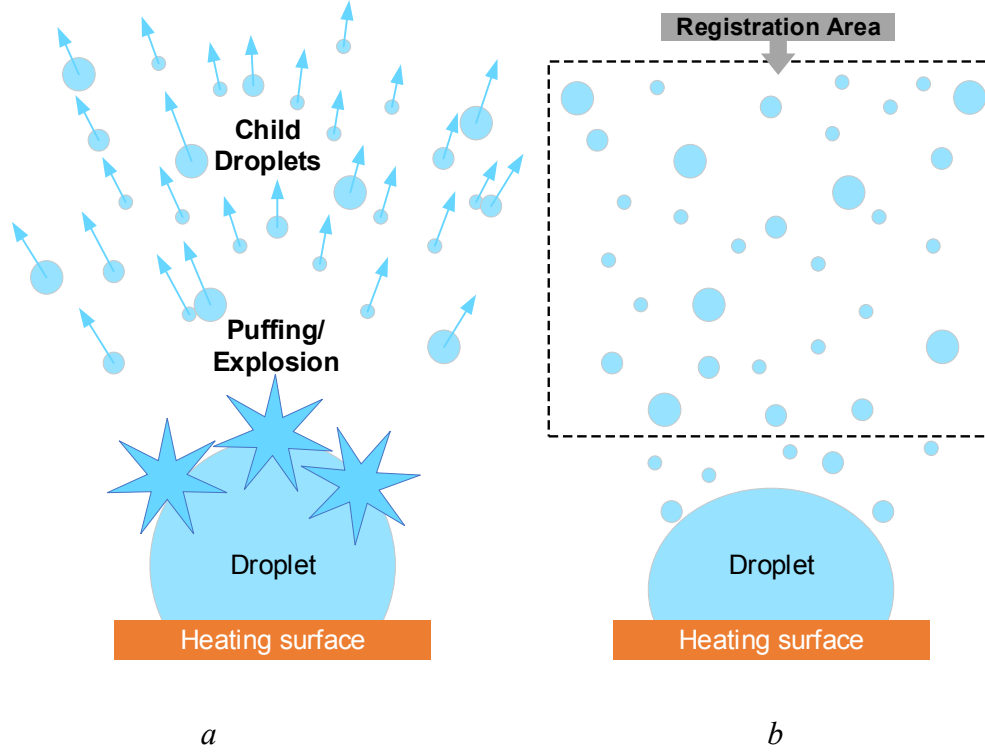 Child
Droplets
Puffing/
Explosion
Droplet
Heating surface
a
Registration Area
Droplet
Heating surface
b